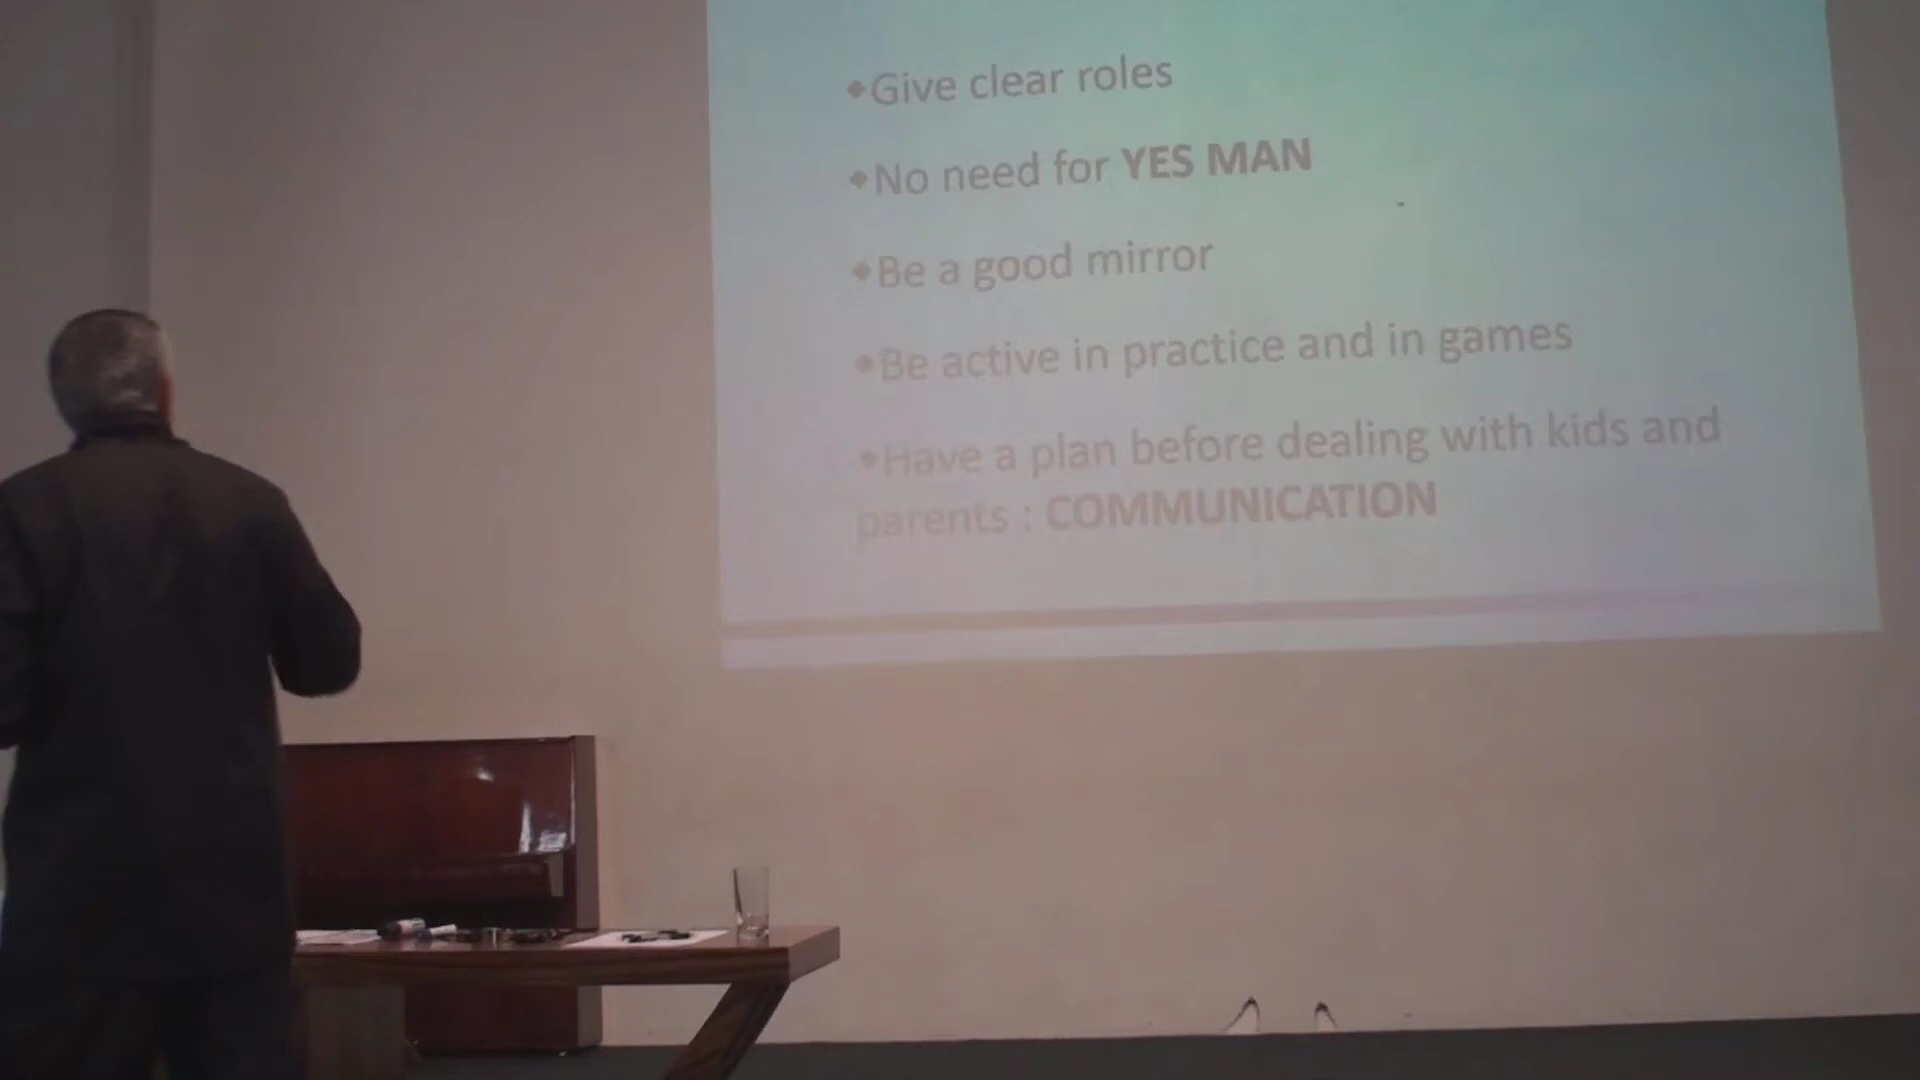 ◆Give clear roles
◆No need for YES MAN
◆Be a good mirror
◆Be active in practice and in games
◆Have a plan before dealing with kids and
parents : COMMUNICATION